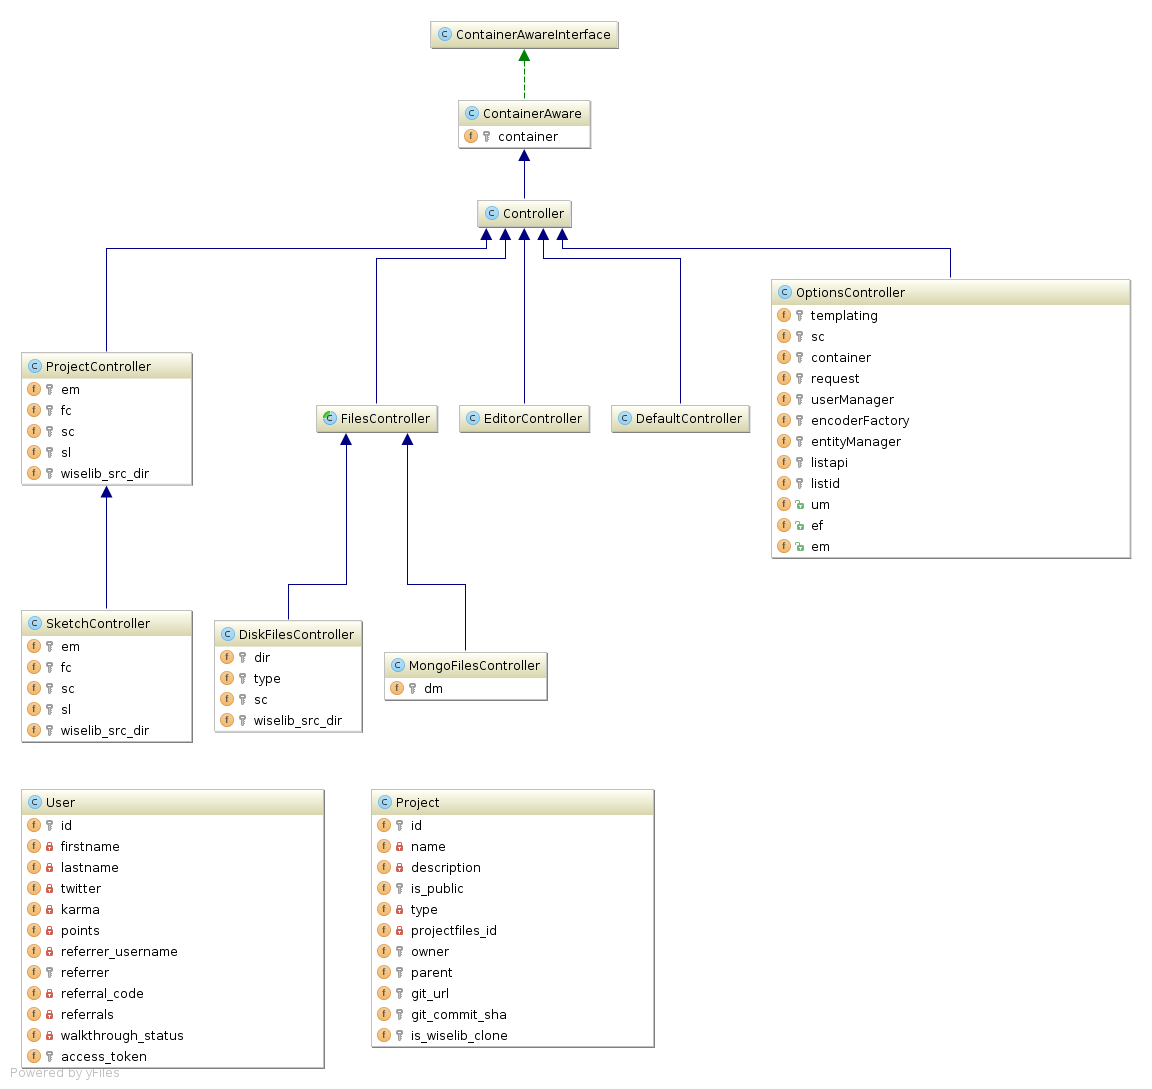 ContainerAwareInterface
ContainerAware
container
Controller
OptionsController
templating
sc
container
request
userManager
encoderFactory
entityManager
listapi
listid
um
ef
em
ProjectController
em
fc
sc
sl
wiselib_src_dir
FilesController
EditorController
DefaultController
SketchController
em
fc
sc
sl
wiselib_src_dir
DiskFilesController
dir
type
sc
wiselib_src_dir
MongoFilesController
dm
User
id
firstname
lastname
twitter
karma
points
referrer_username
referrer
referral_code
referrals
walkthrough_status
access_token
Project
id
name
description
is_public
type
projectfiles_id
owner
parent
git_url
git_commit_sha
is_wiselib_clone
Powered by yFiles